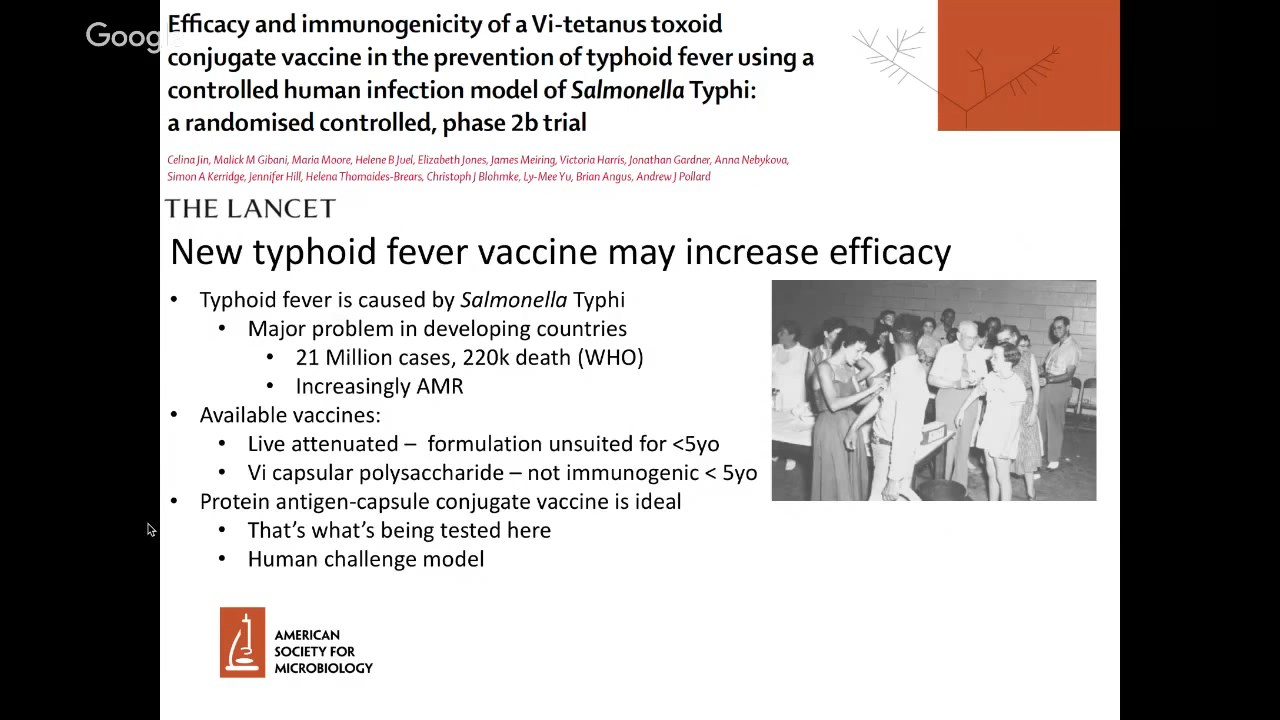 Google
Efficacy and immunogenicity of a Vi-tetanus toxoid
conjugate vaccine in the prevention of typhoid fever using a
controlled human infection model of Salmonella Typhi:
a randomised controlled, phase 2b trial
Celina Jin, Malick M Gibani, Maria Moore, Helene B Juel, Elizabeth Jones, James Meiring, Victoria Harris, Jonathan Gardner, Anna Nebykova,
Simon A Kerridge, Jennifer Hill, Helena Thomaides-Brears, Christoph J Blohmke, Ly-Mee Yu, Brian Angus, Andrew J Pollard
THE LANCET
New typhoid fever vaccine may increase efficacy
• Typhoid fever is caused by Salmonella Typhi
• Major problem in developing countries
• 21 Million cases, 220k death (WHO)
• Increasingly AMR
• Available vaccines:
• Live attenuated – formulation unsuited for <5yo
• Vi capsular polysaccharide – not immunogenic < 5yo
• Protein antigen-capsule conjugate vaccine is ideal
• That's what's being tested here
• Human challenge model
AMERICAN
SOCIETY FOR
MICROBIOLOGY